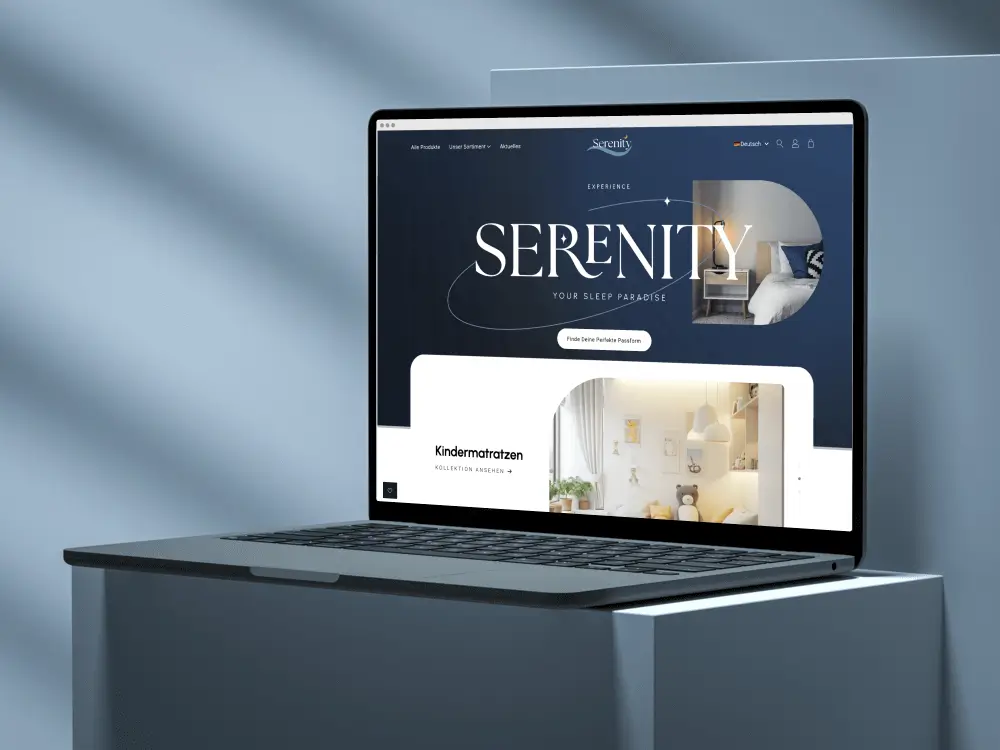 Alle Produkte Unser Sortiment Aktuelles
Serenity
Deutsch
EXPERIENCE
SERENITY
YOUR SLEEP PARADISE
Finde Deine Perfekte Passform
Kindermatratzen
KOLLEKTION ANSEHEN →